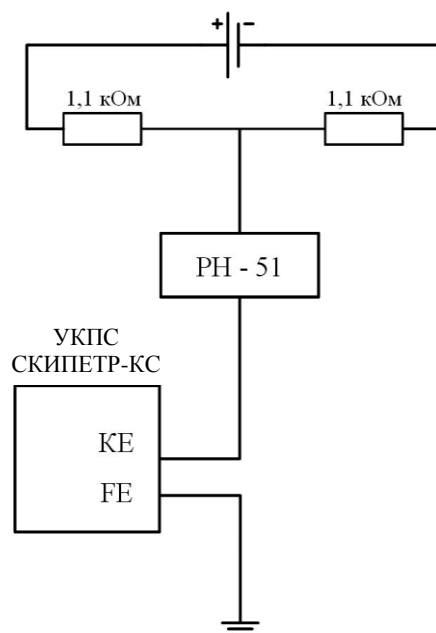 + −
1,1 кОм 1,1 кОм
РН - 51
УКПС
СКИПЕТР-КС
KE
FE